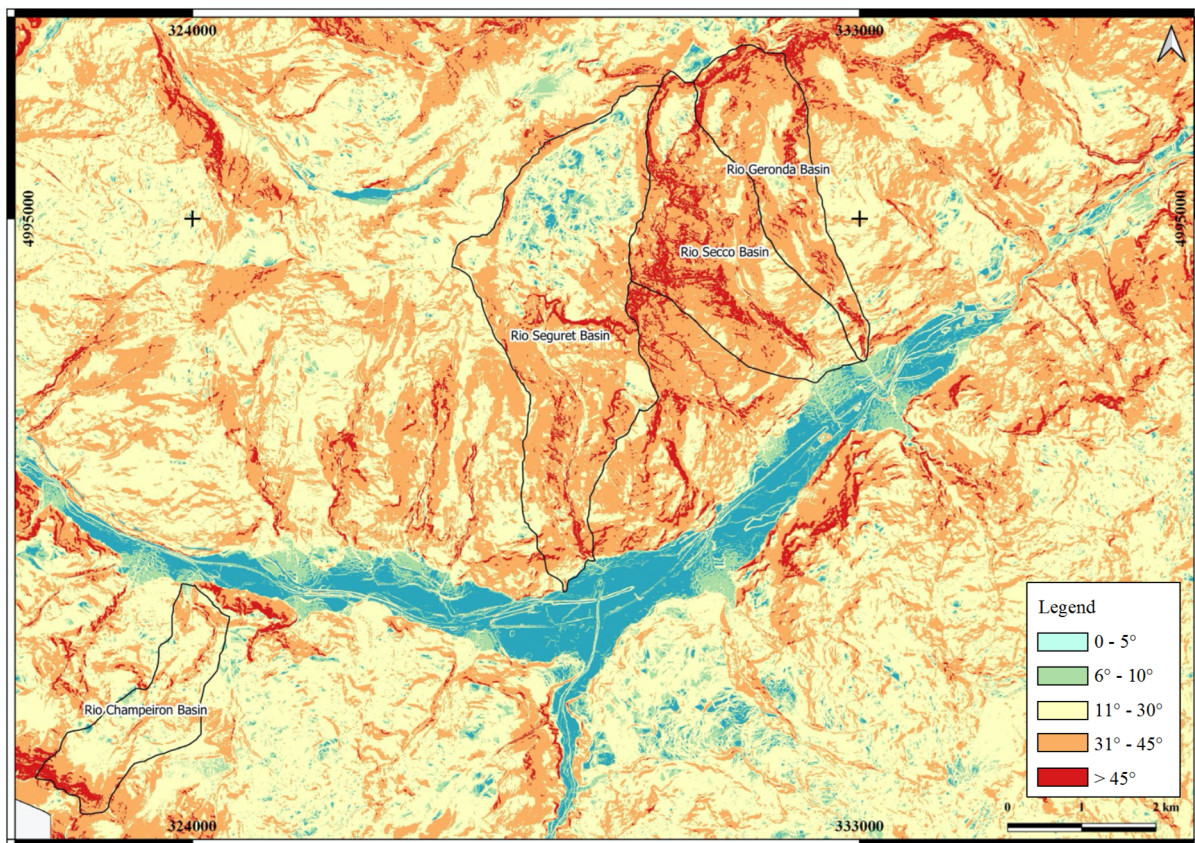 324000
333000
4995000
4995000
Rio Geronda Basin
Rio Secco Basin
Rio Seguret Basin
Rio Champeiron Basin
Legend
0 - 5°
6° - 10°
11° - 30°
31° - 45°
> 45°
0 1 2 km
324000
333000